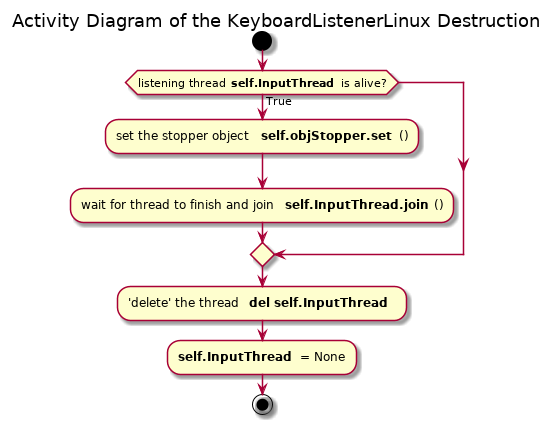 Activity Diagram of the KeyboardListenerLinux Destruction
listening thread self.InputThread is alive?
True
set the stopper object self.objStopper.set ()
wait for thread to finish and join self.InputThread.join ()
'delete' the thread del self.InputThread
self.InputThread = None